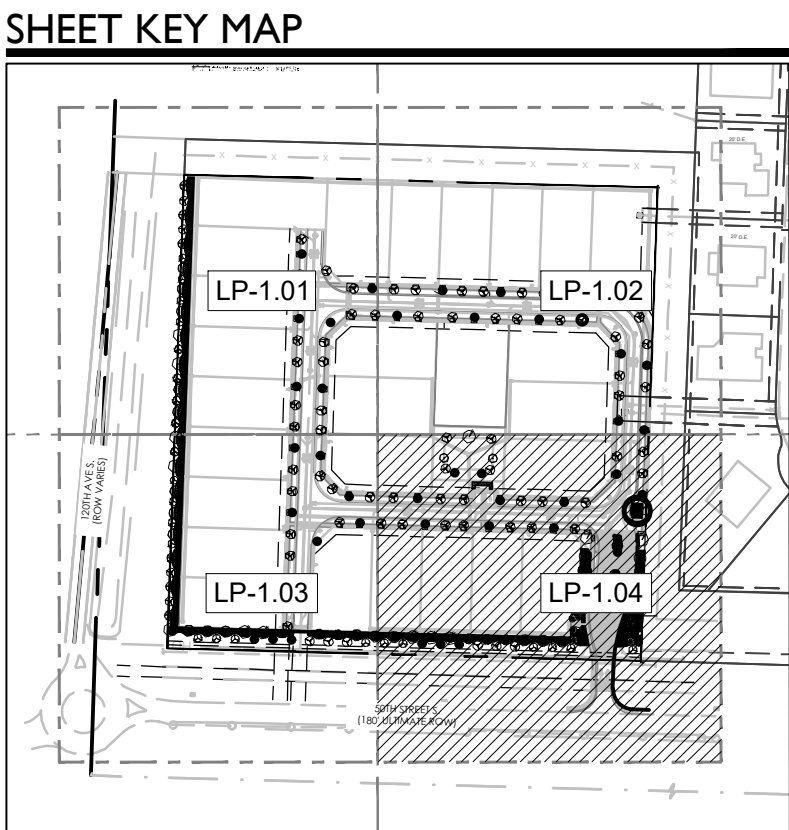 SHEET KEY MAP
20' D.E.
20' D.E.
LP-1.01
LP-1.02
120TH AVE S.
(ROW VARIES)
LP-1.03
LP-1.04
50TH STREET S.
(180' ULTIMATE ROW)